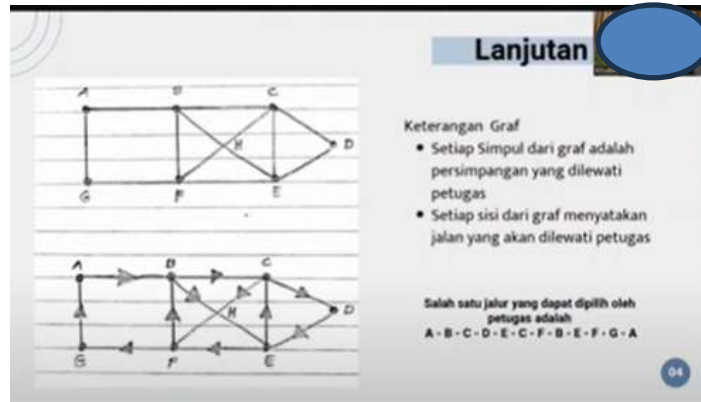 Lanjutan
A B C
H D
G F E
A B C
H D
G F E
Keterangan Graf
• Setiap Simpul dari graf adalah
persimpangan yang dilewati
petugas
• Setiap sisi dari graf menyatakan
jalan yang akan dilewati petugas
Salah satu jalur yang dapat dipilih oleh
petugas adalah
A - B - C - D - E - C - F - B - E - F - G - A
04